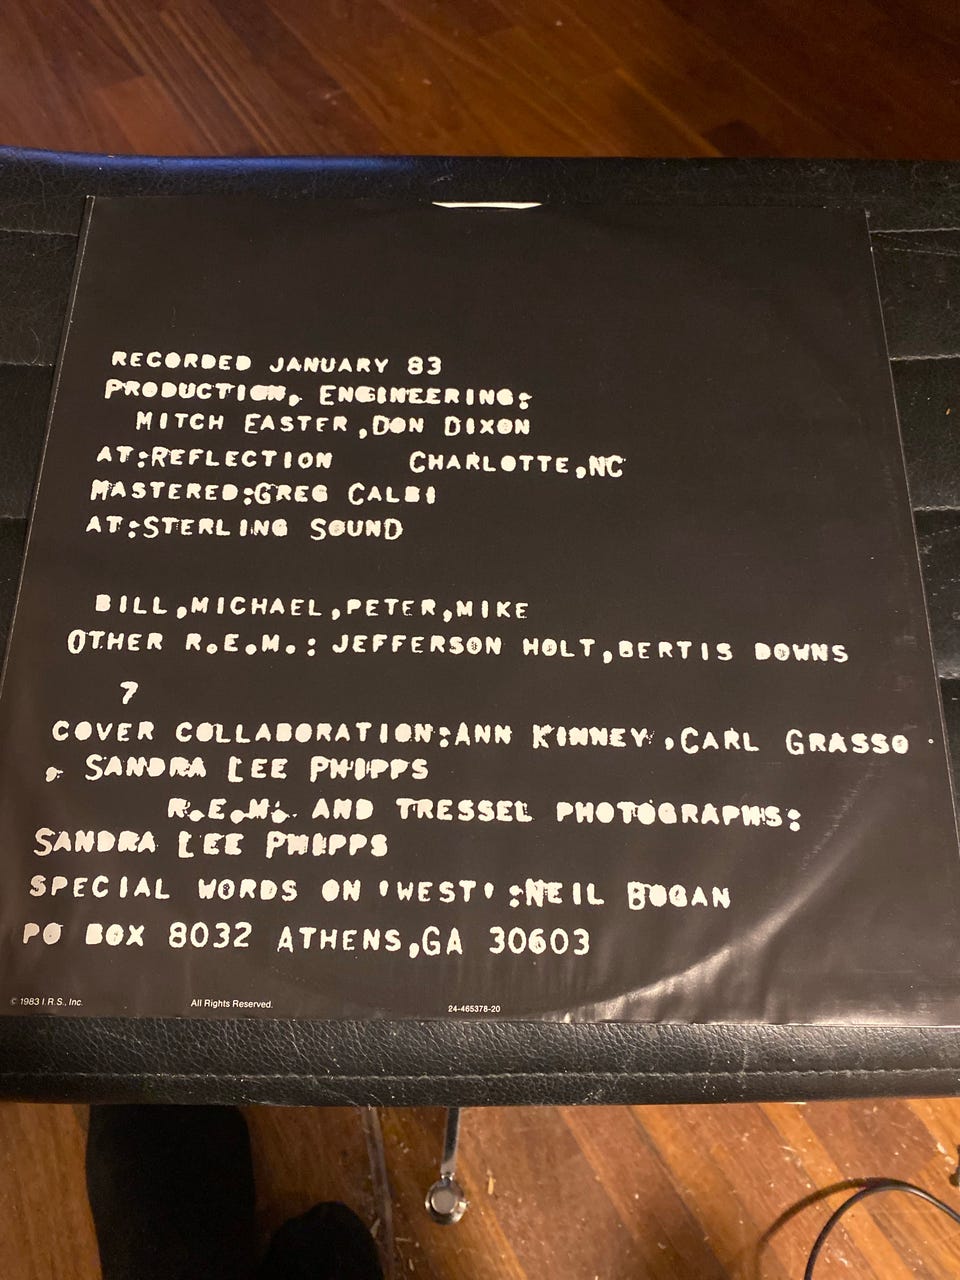 RECORDED JANUARY 83
PRODUCTION, ENGINEERING:
MITCH EASTER,DON DIXON
AT:REFLECTION CHARLOTTE,NC
MASTERED:GREG CALBI
AT:STERLING SOUND
BILL,MICHAEL,PETER,MIKE
OTHER R.E.M.: JEFFERSON HOLT,BERTIS DOWNS
7
COVER COLLABORATION:ANN KINNEY,CARL GRASSO
, SANDRA LEE PHIPPS
R.E.M. AND TRESSEL PHOTOGRAPHS:
SANDRA LEE PHIPPS
SPECIAL WORDS ON 'WEST' :NEIL BOGAN
PO BOX 8032 ATHENS,GA 30603
© 1983 I.R.S., Inc. All Rights Reserved. 24-465378-20